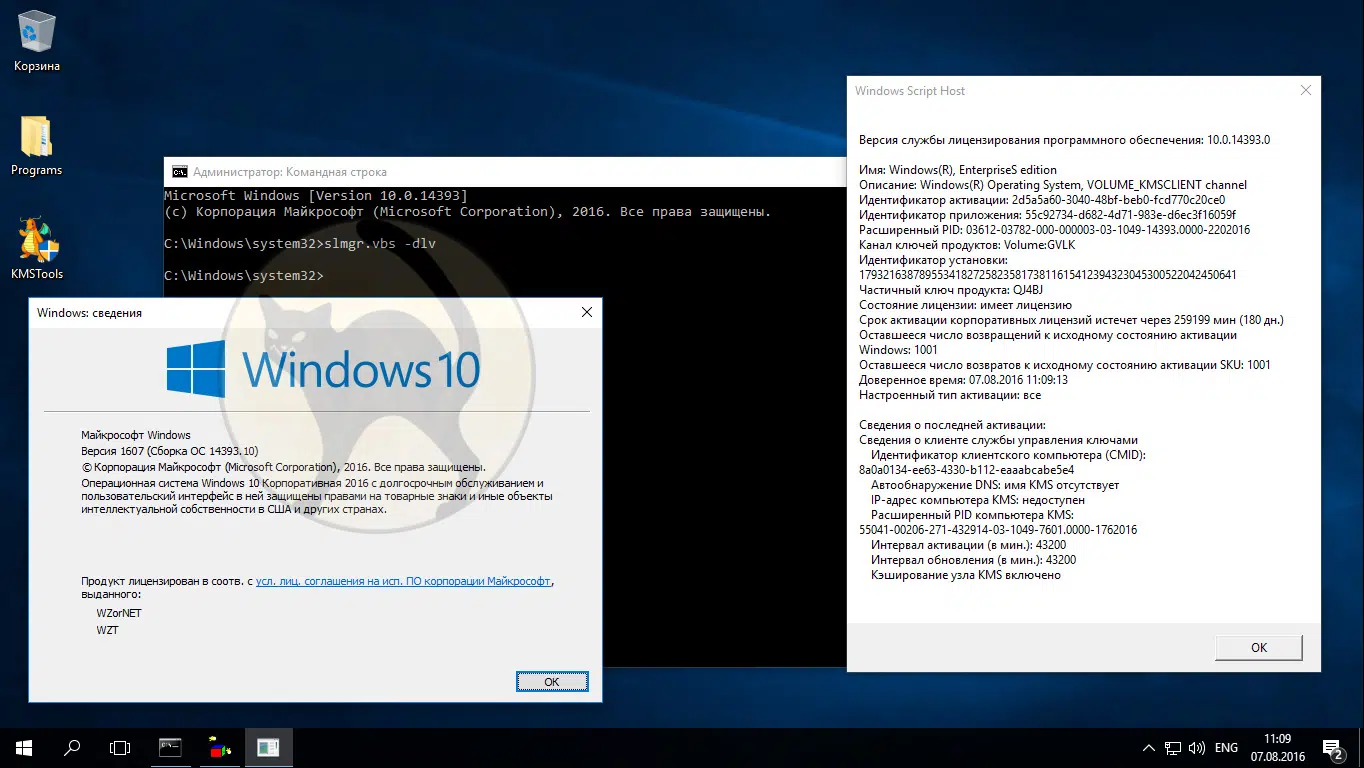 Корзина
Programs
KMSTools
Администратор: Командная строка
Microsoft Windows [Version 10.0.14393]
(c) Корпорация Майкрософт (Microsoft Corporation), 2016. Все права защищены.
C:\Windows\system32>slmgr.vbs -dlv
C:\Windows\system32>
Windows: сведения
Windows 10
Майкрософт Windows
Версия 1607 (Сборка ОС 14393.10)
© Корпорация Майкрософт (Microsoft Corporation), 2016. Все права защищены.
Операционная система Windows 10 Корпоративная 2016 с долгосрочным обслуживанием и
пользовательский интерфейс в ней защищены правами на товарные знаки и иные объекты
интеллектуальной собственности в США и других странах.
Продукт лицензирован в соотв. с усл. лиц. соглашения на исп. ПО корпорации Майкрософт,
выданного:
WZorNET
WZT
OK
Windows Script Host
Версия службы лицензирования программного обеспечения: 10.0.14393.0
Имя: Windows(R), EnterpriseS edition
Описание: Windows(R) Operating System, VOLUME_KMSCLIENT channel
Идентификатор активации: 2d5a5a60-3040-48bf-beb0-fcd770c20ce0
Идентификатор приложения: 55c92734-d682-4d71-983e-d6ec3f16059f
Расширенный PID: 03612-03782-000-000003-03-1049-14393.0000-2202016
Канал ключей продуктов: Volume:GVLK
Идентификатор установки:
179321638789553418272582358173811615412394323045300522042450641
Частичный ключ продукта: QJ4BJ
Состояние лицензии: имеет лицензию
Срок активации корпоративных лицензий истечет через 259199 мин (180 дн.)
Оставшееся число возвращений к исходному состоянию активации
Windows: 1001
Оставшееся число возвратов к исходному состоянию активации SKU: 1001
Доверенное время: 07.08.2016 11:09:13
Настроенный тип активации: все
Сведения о последней активации:
Сведения о клиенте службы управления ключами
Идентификатор клиентского компьютера (CMID):
8a0a0134-ee63-4330-b112-eaaabcabe5e4
Автообнаружение DNS: имя KMS отсутствует
IP-адрес компьютера KMS: недоступен
Расширенный PID компьютера KMS:
55041-00206-271-432914-03-1049-7601.0000-1762016
Интервал активации (в мин.): 43200
Интервал обновления (в мин.): 43200
Кэширование узла KMS включено
OK
ENG
11:09
07.08.2016
2